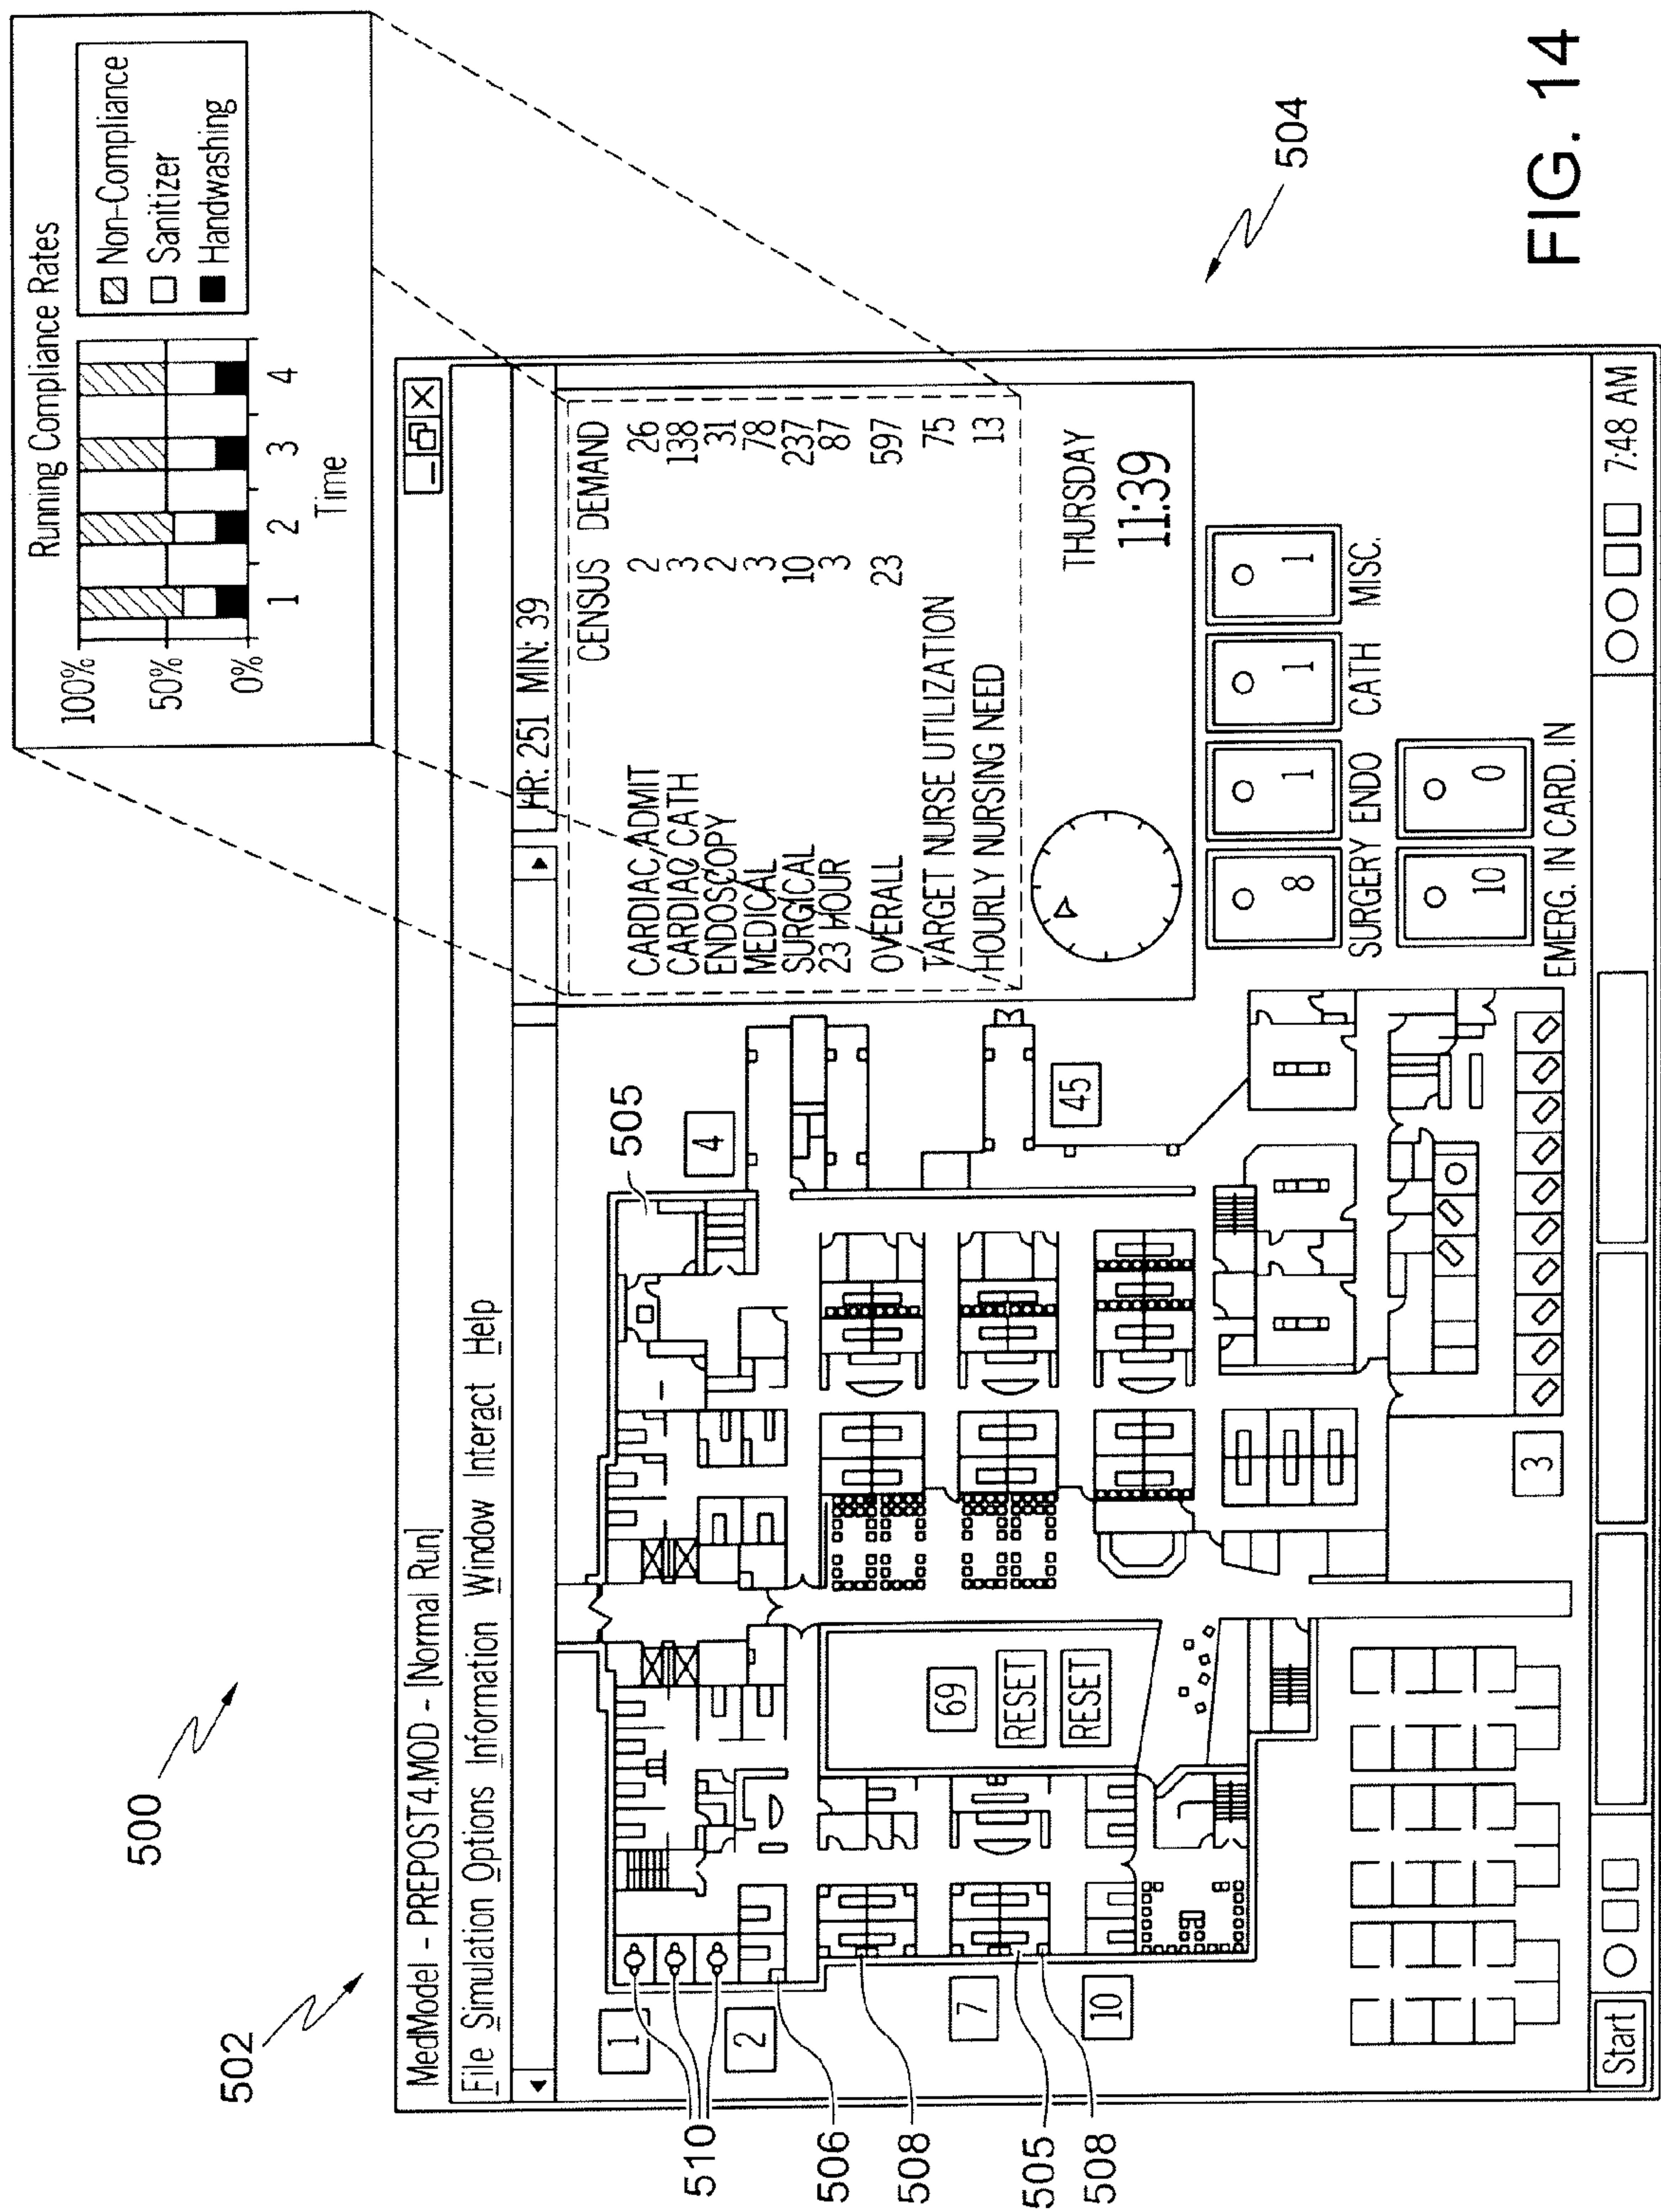 500
502
504
Running Compliance Rates
100%
50%
0%
1 2 3 4
Time
Non-Compliance
Sanitizer
Handwashing
MedModel - PREPOST4.MOD - [Normal Run]
File Simulation Options Information Window Interact Help
HR: 251 MIN: 39
CENSUS DEMAND
CARDIAC ADMIT 2 26
CARDIAC CATH 3 138
ENDOSCOPY 2 31
MEDICAL 3 78
SURGICAL 10 237
23 HOUR 3 87
OVERALL 23 597
TARGET NURSE UTILIZATION 75
HOURLY NURSING NEED 13
THURSDAY
11:39
8 1 1 1
SURGERY ENDO CATH MISC.
10 0
EMERG. IN CARD. IN
510
506
508
505
508
505
1
2
7
10
69
RESET
RESET
4
45
3
Start
7:48 AM
FIG. 14